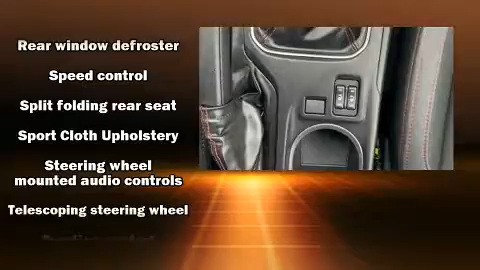 Rear window defroster
Speed control
Split folding rear seat
Sport Cloth Upholstery
Steering wheel
mounted audio controls
Telescoping steering wheel